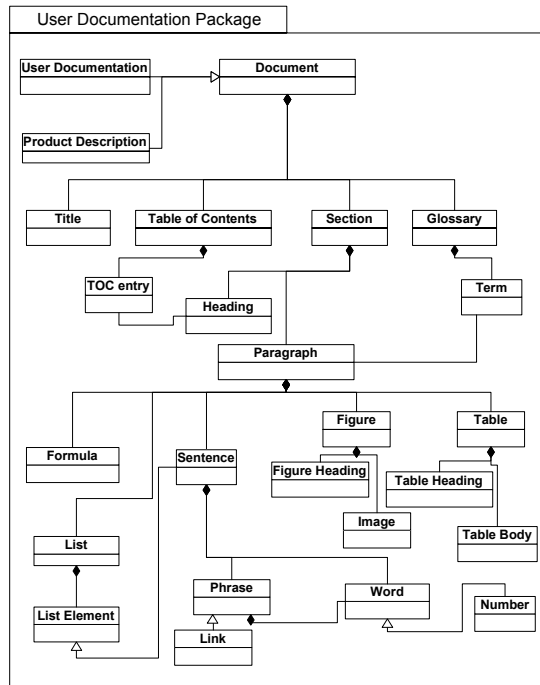 User Documentation Package
User Documentation
Document
Product Description
Title
Table of Contents
Section
Glossary
TOC entry
Heading
Term
Paragraph
Formula
Sentence
Figure
Table
Figure Heading
Table Heading
Image
Table Body
List
List Element
Phrase
Word
Number
Link